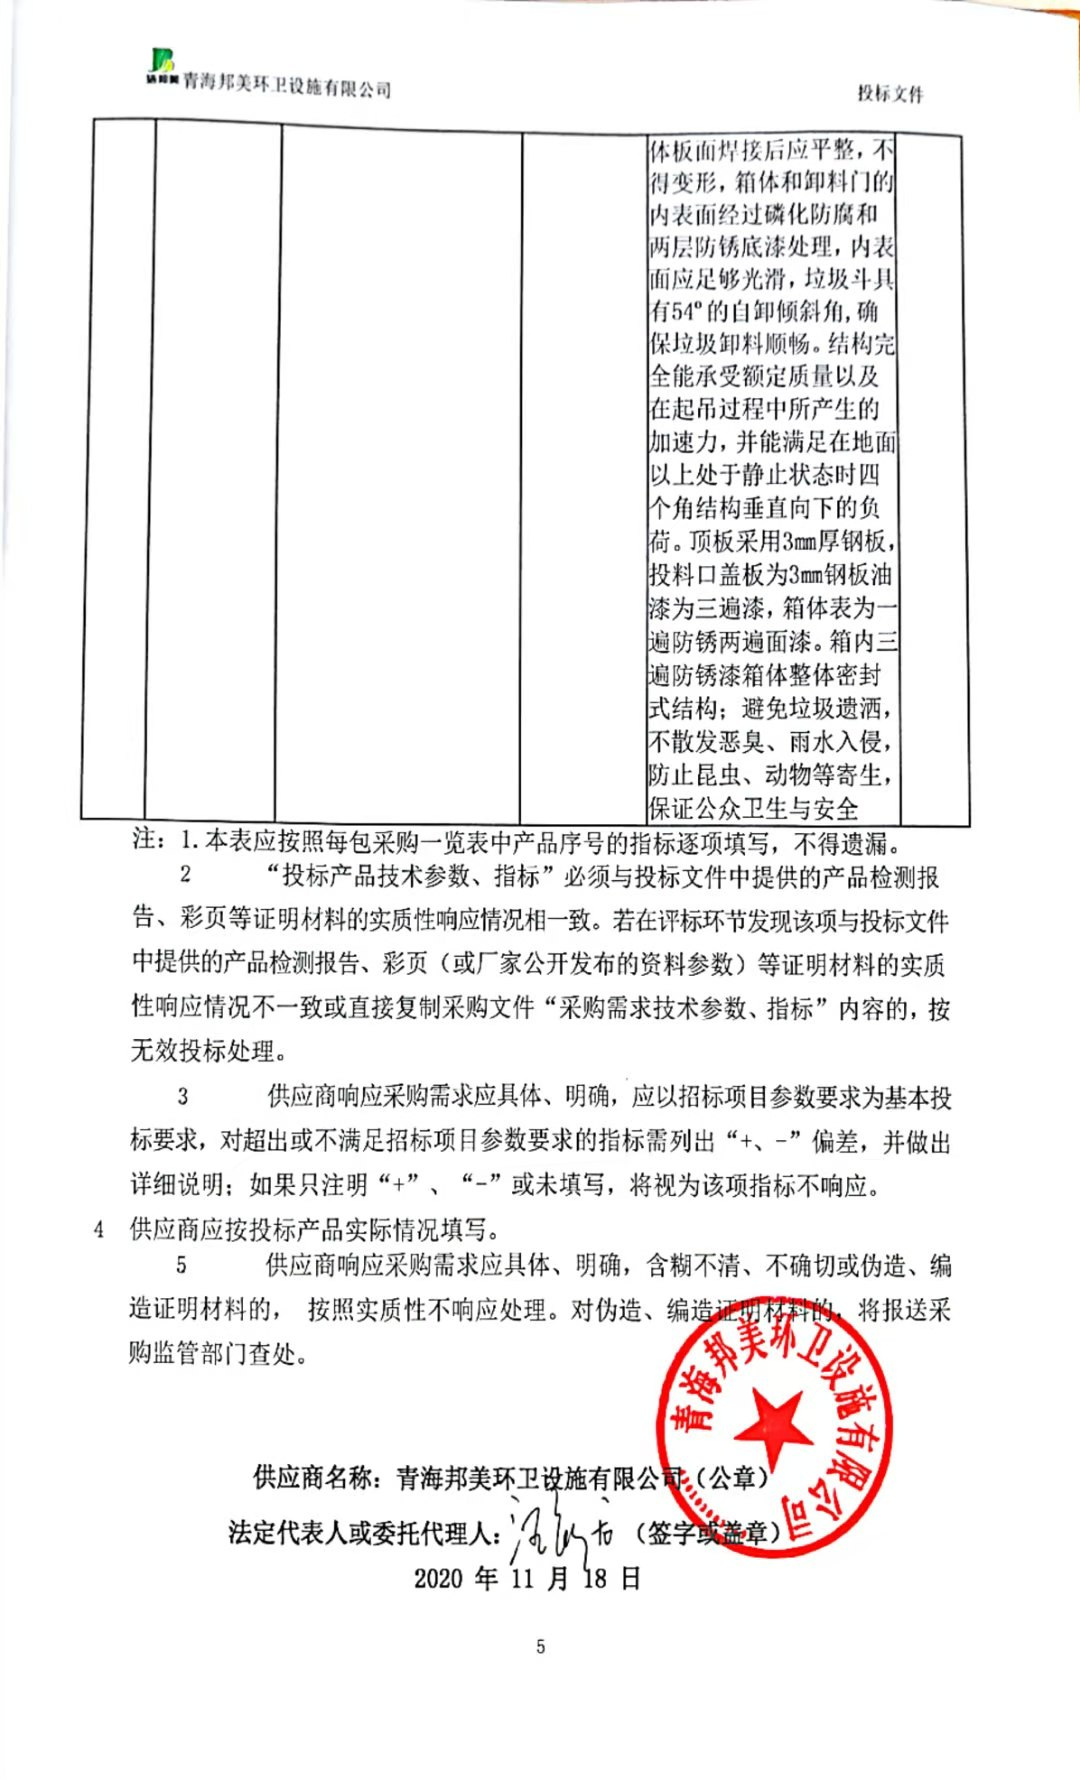 青海邦美环卫设施有限公司
投标文件
体板面焊接后应平整，不
得变形，箱体和卸料门的
内表面经过磷化防腐和
两层防锈底漆处理，内表
面应足够光滑，垃圾斗具
有54°的自卸倾斜角,确
保垃圾卸料顺畅。结构完
全能承受额定质量以及
在起吊过程中所产生的
加速力，并能满足在地面
以上处于静止状态时四
个角结构垂直向下的负
荷。顶板采用3mm厚钢板，
投料口盖板为3mm钢板油
漆为三遍漆，箱体表为一
遍防锈两遍面漆。箱内三
遍防锈漆箱体整体密封
式结构；避免垃圾遗洒，
不散发恶臭、雨水入侵，
防止昆虫、动物等寄生，
保证公众卫生与安全
注：1.本表应按照每包采购一览表中产品序号的指标逐项填写，不得遗漏。
2 “投标产品技术参数、指标”必须与投标文件中提供的产品检测报
告、彩页等证明材料的实质性响应情况相一致。若在评标环节发现该项与投标文件
中提供的产品检测报告、彩页（或厂家公开发布的资料参数）等证明材料的实质
性响应情况不一致或直接复制采购文件“采购需求技术参数、指标”内容的，按
无效投标处理。
3 供应商响应采购需求应具体、明确，应以招标项目参数要求为基本投
标要求，对超出或不满足招标项目参数要求的指标需列出“+、-”偏差，并做出
详细说明；如果只注明“+”、“-”或未填写，将视为该项指标不响应。
4 供应商应按投标产品实际情况填写。
5 供应商响应采购需求应具体、明确，含糊不清、不确切或伪造、编
造证明材料的， 按照实质性不响应处理。对伪造、编造证明材料的，将报送采
购监管部门查处。
青海邦美环卫设施有限公司
供应商名称：青海邦美环卫设施有限公司（公章）
法定代表人或委托代理人：（签字或盖章）
2020 年 11 月 18 日
5